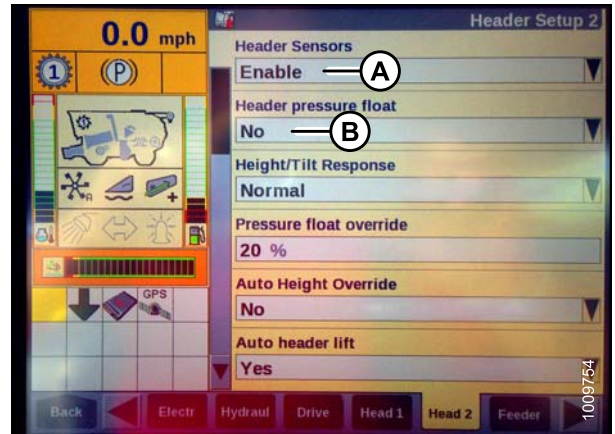 Header Setup 2
0.0 mph
1
(P)
Header Sensors
Enable
A
Header pressure float
No
B
Height/Tilt Response
Normal
R
+
Pressure float override
20 %
GPS
Auto Height Override
No
Auto header lift
Yes
1009754
Back
Electr
Hydraul
Drive
Head 1
Head 2
Feeder